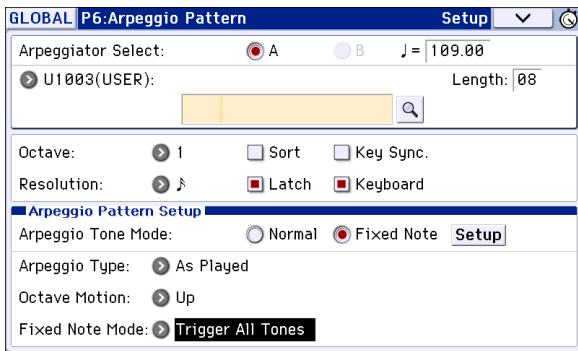 GLOBAL P6:Arpeggio Pattern Setup
Arpeggiator Select: A B ♩= 109.00
U1003(USER): Length: 08
Octave: 1 Sort Key Sync.
Resolution: 𝅘𝅥𝅯 Latch Keyboard
Arpeggio Pattern Setup
Arpeggio Tone Mode: Normal Fixed Note Setup
Arpeggio Type: As Played
Octave Motion: Up
Fixed Note Mode: Trigger All Tones